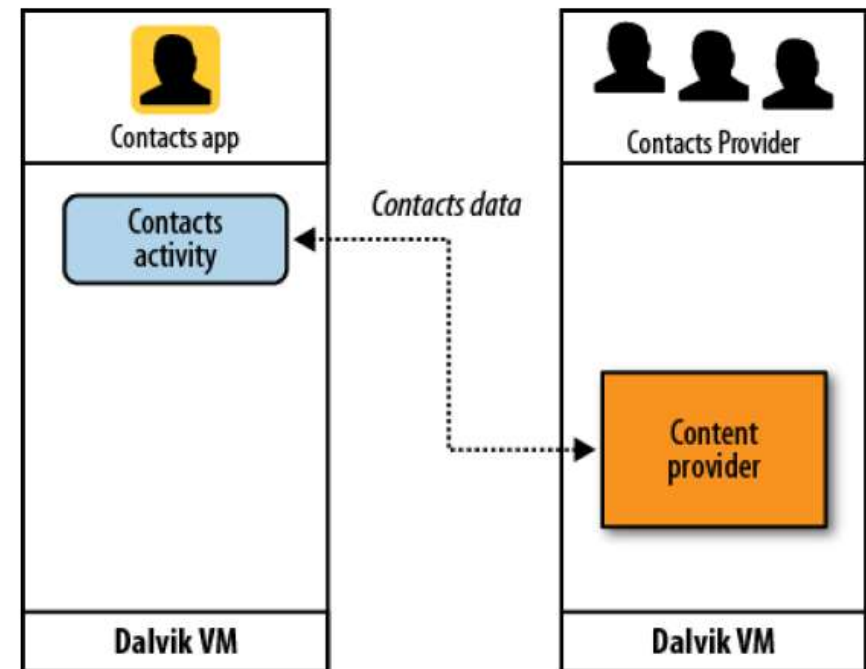 Contacts app
Contacts Provider
Contacts
activity
Contacts data
Content
provider
Dalvik VM
Dalvik VM